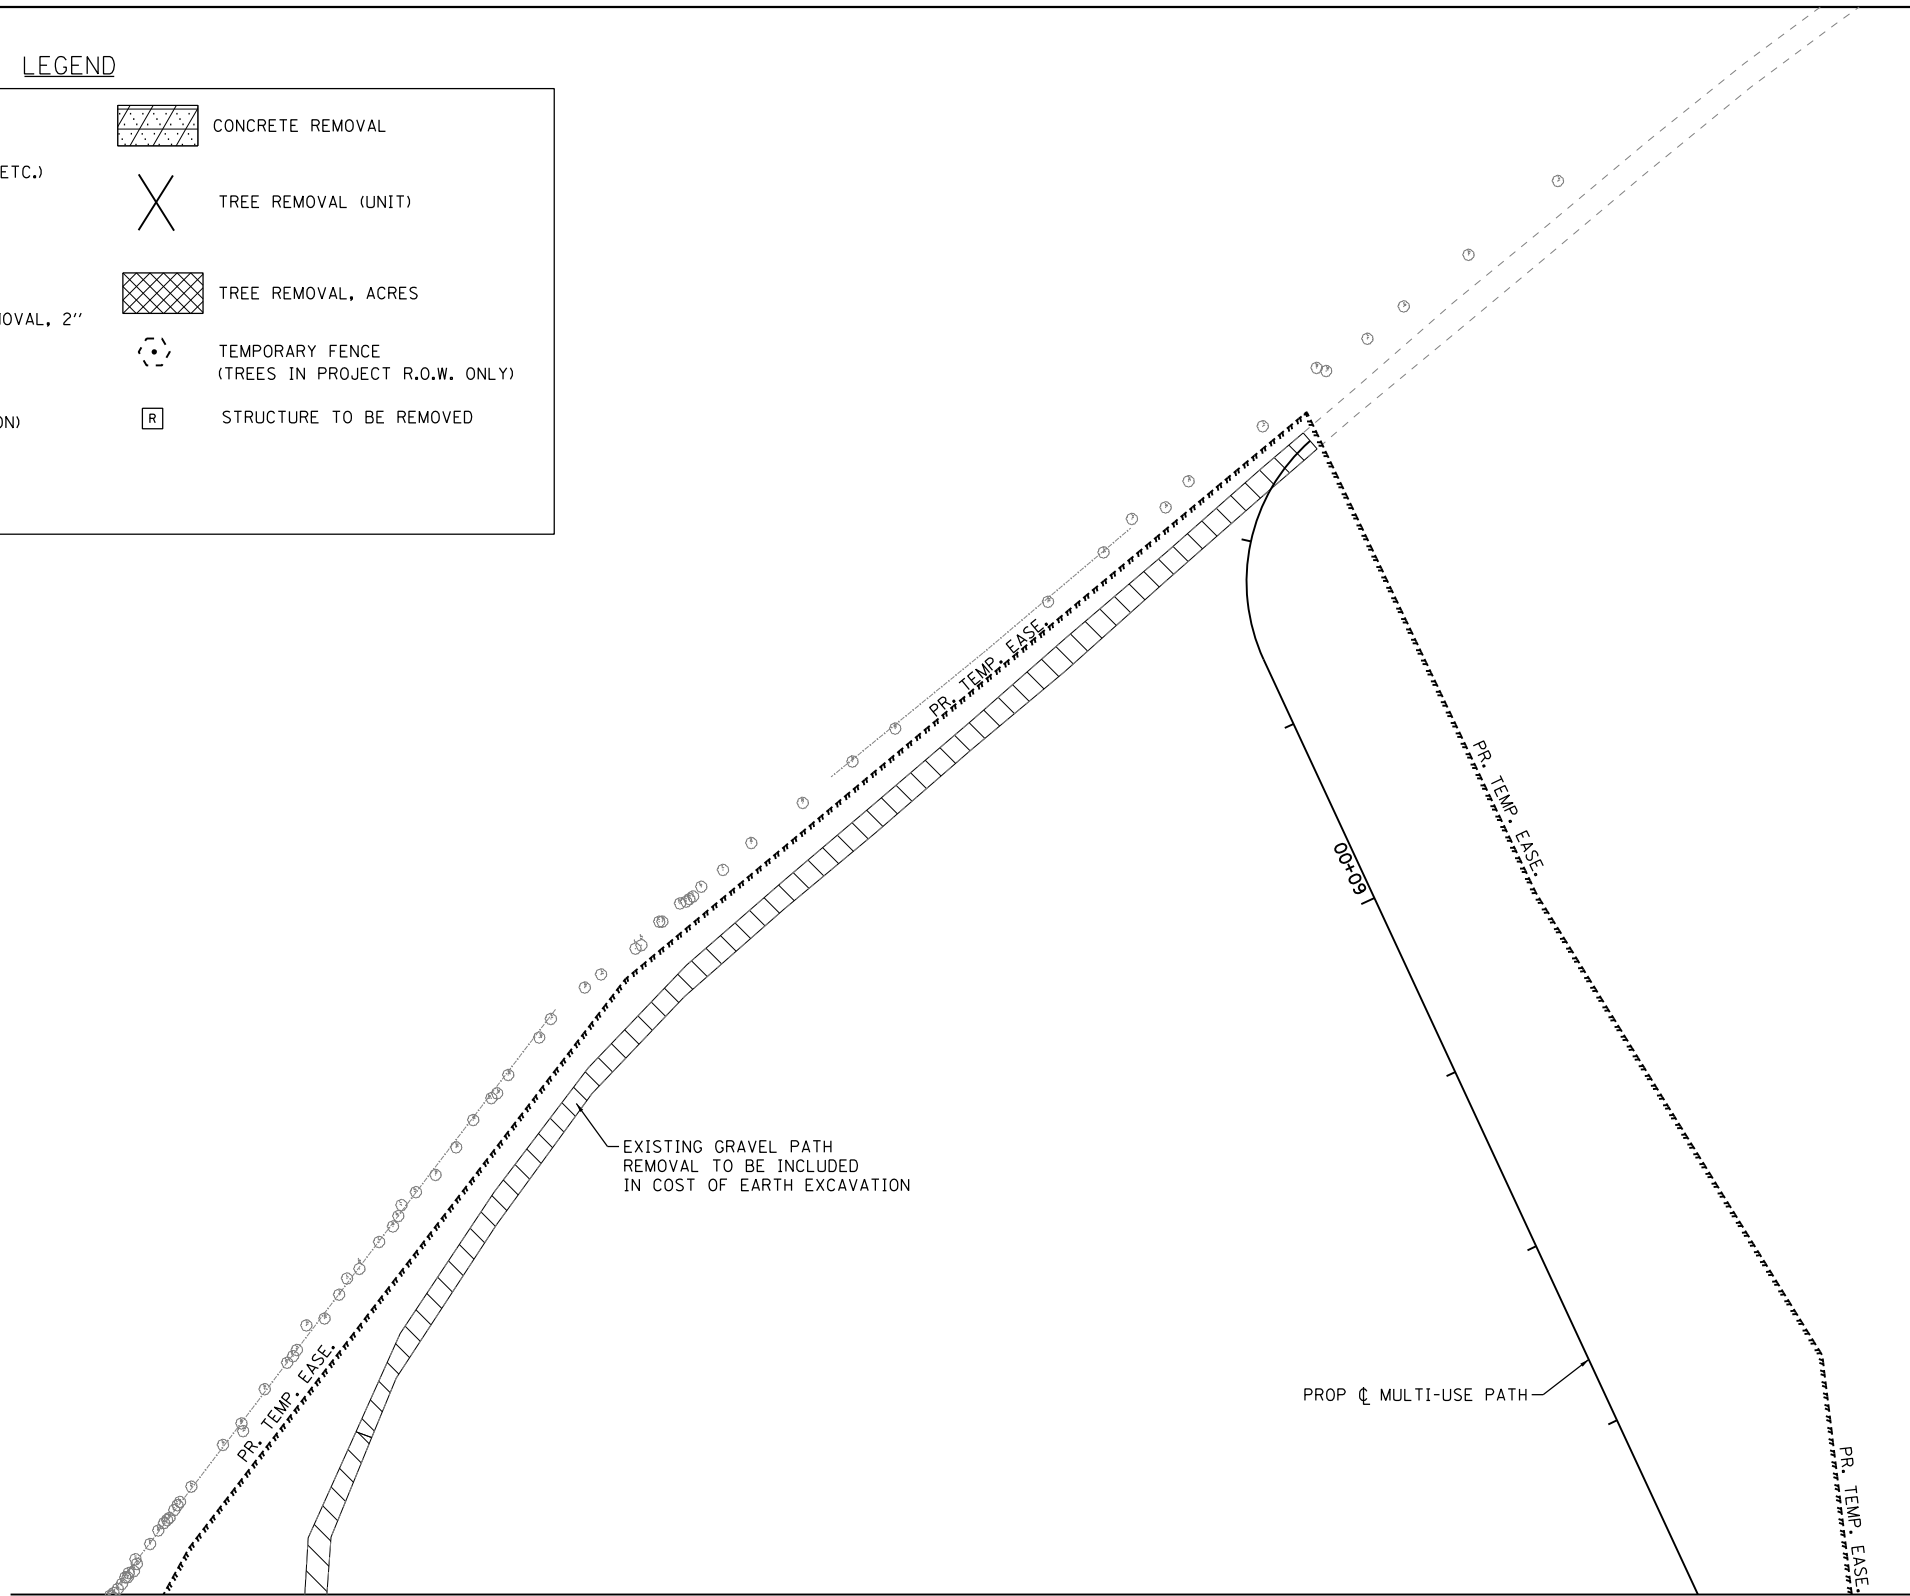 LEGEND
CONCRETE REMOVAL
ETC.)
TREE REMOVAL (UNIT)
TREE REMOVAL, ACRES
OVAL, 2''
TEMPORARY FENCE
(TREES IN PROJECT R.O.W. ONLY)
R
STRUCTURE TO BE REMOVED
ON)
PR. TEMP. EASE.
PR. TEMP. EASE.
60+00
EXISTING GRAVEL PATH
REMOVAL TO BE INCLUDED
IN COST OF EARTH EXCAVATION
PR. TEMP. EASE.
PROP ℄ MULTI-USE PATH
PR. TEMP. EASE.